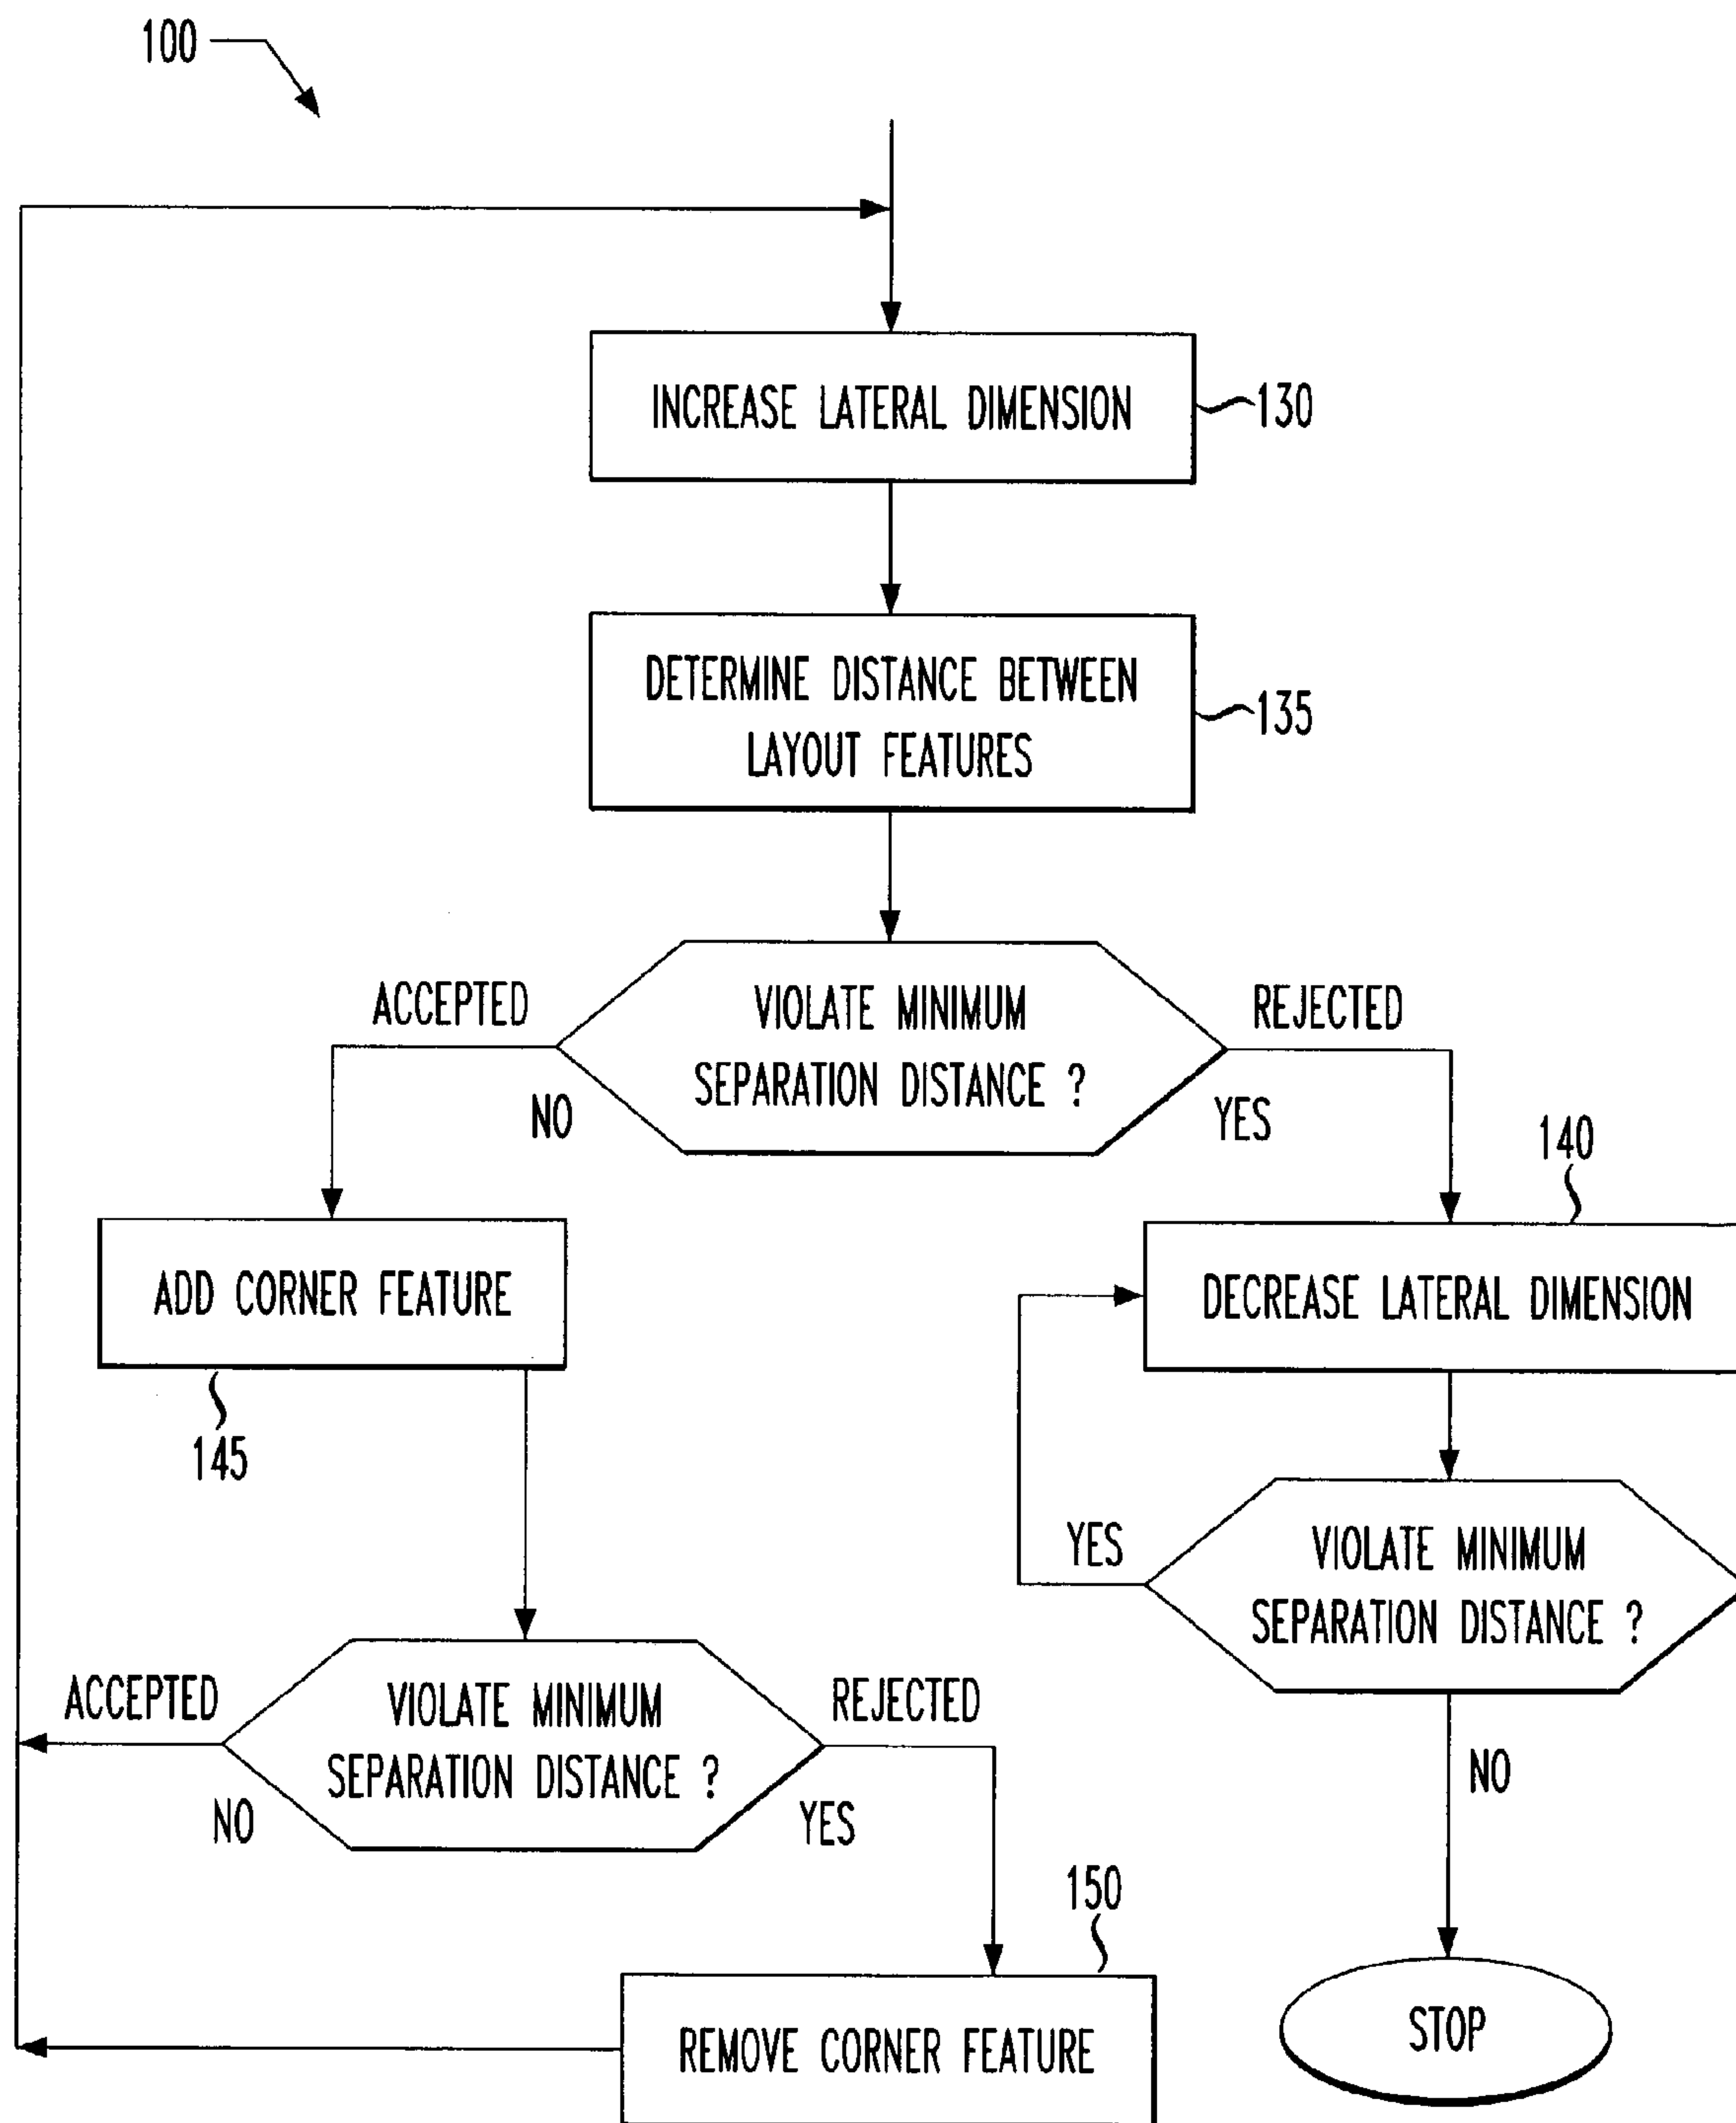 100
INCREASE LATERAL DIMENSION
130
DETERMINE DISTANCE BETWEEN
LAYOUT FEATURES
135
ACCEPTED
VIOLATE MINIMUM
SEPARATION DISTANCE ?
REJECTED
NO
YES
140
ADD CORNER FEATURE
DECREASE LATERAL DIMENSION
145
YES
VIOLATE MINIMUM
SEPARATION DISTANCE ?
ACCEPTED
VIOLATE MINIMUM
SEPARATION DISTANCE ?
REJECTED
NO
YES
NO
150
REMOVE CORNER FEATURE
STOP